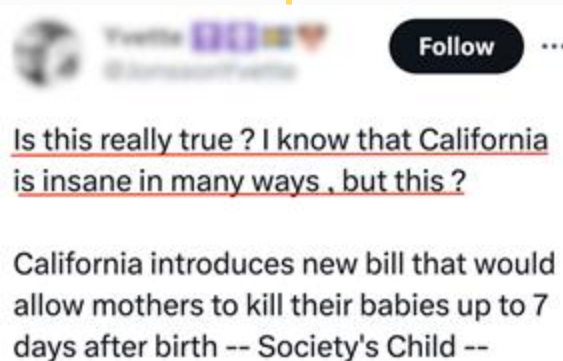 Follow
Is this really true ? I know that California
is insane in many ways , but this ?
California introduces new bill that would
allow mothers to kill their babies up to 7
days after birth -- Society's Child --